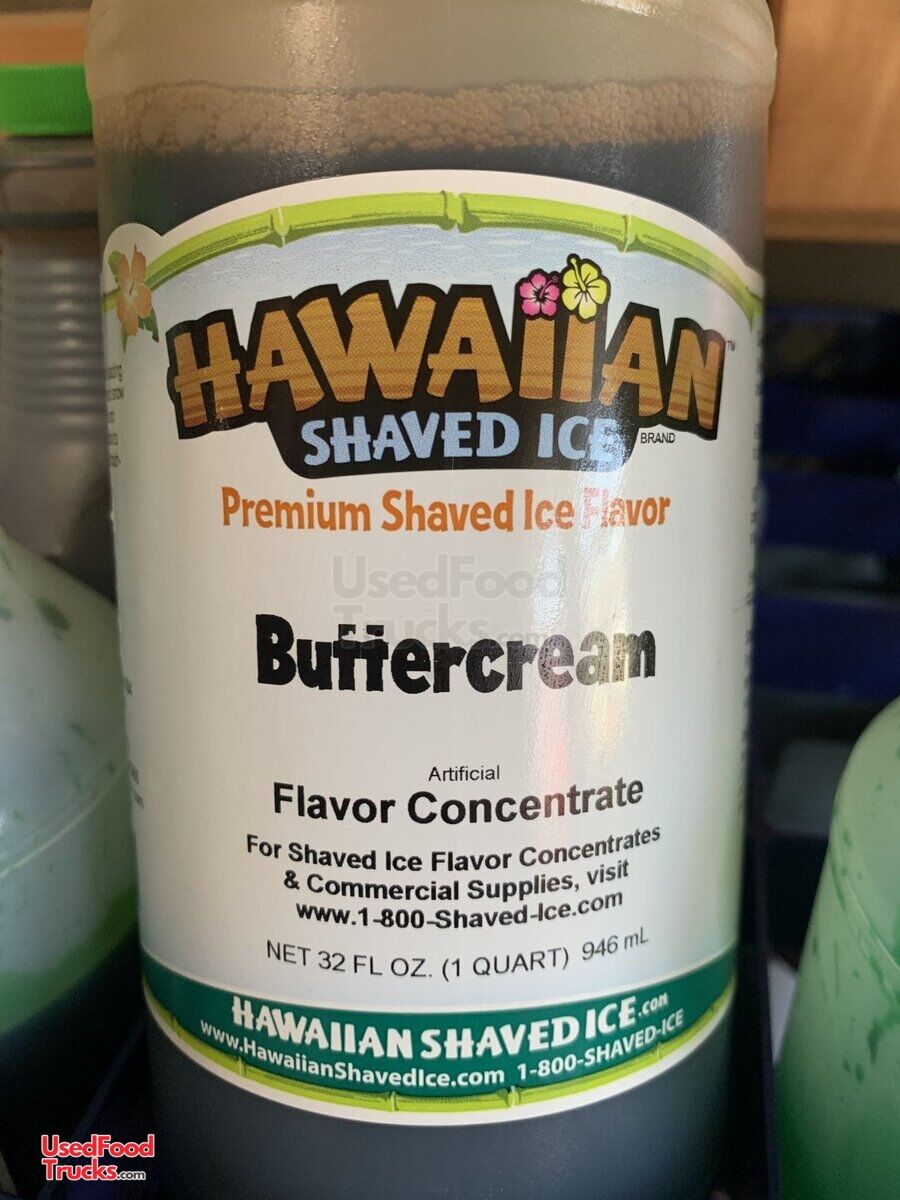 HAWAIIAN™
SHAVED ICE BRAND
Premium Shaved Ice Flavor
UsedFood
Trucks.com
Buttercream
Artificial
Flavor Concentrate
For Shaved Ice Flavor Concentrates
& Commercial Supplies, visit
www.1-800-Shaved-Ice.com
NET 32 FL OZ. (1 QUART) 946 mL
HAWAIIAN SHAVED ICE.com
www.HawaiianShavedIce.com 1-800-SHAVED-ICE
UsedFood
Trucks.com